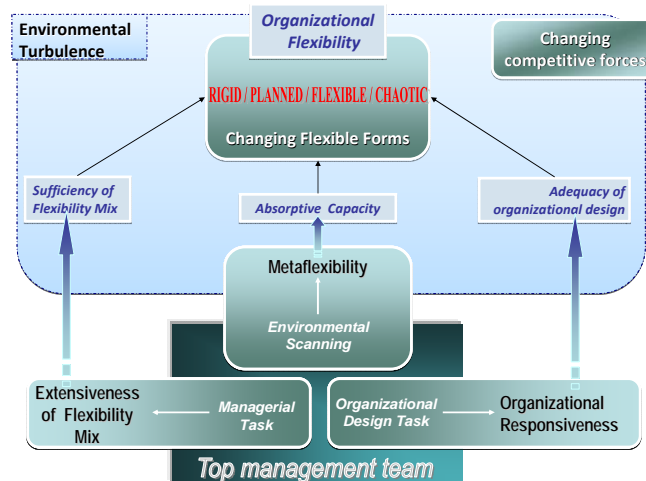 Environmental
Turbulence
Organizational
Flexibility
Changing
competitive forces
RIGID / PLANNED / FLEXIBLE / CHAOTIC
Changing Flexible Forms
Sufficiency of
Flexibility Mix
Absorptive Capacity
Adequacy of
organizational design
Metaflexibility
Environmental
Scanning
Extensiveness
of Flexibility
Mix
Managerial
Task
Organizational
Design Task
Organizational
Responsiveness
Top management team